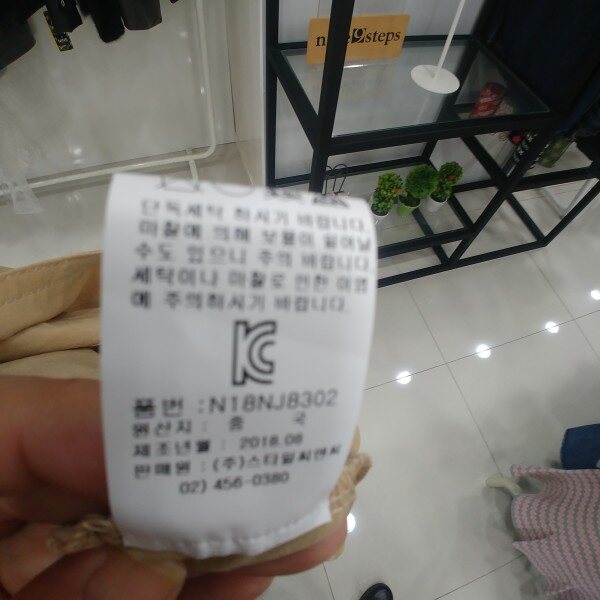 nine9steps
단독세탁 하시기 바랍니다.
마찰에 의해 보풀이 일어날
수도 있으니 주의 바랍니다.
세탁이나 마찰로 인한 이염
에 주의하시기 바랍니다.
KC
품 번 : N18NJ8302
원산지 : 중 국
제조년월 : 2018.08
판매원 : (주)스타일씨앤씨
02) 456-0380